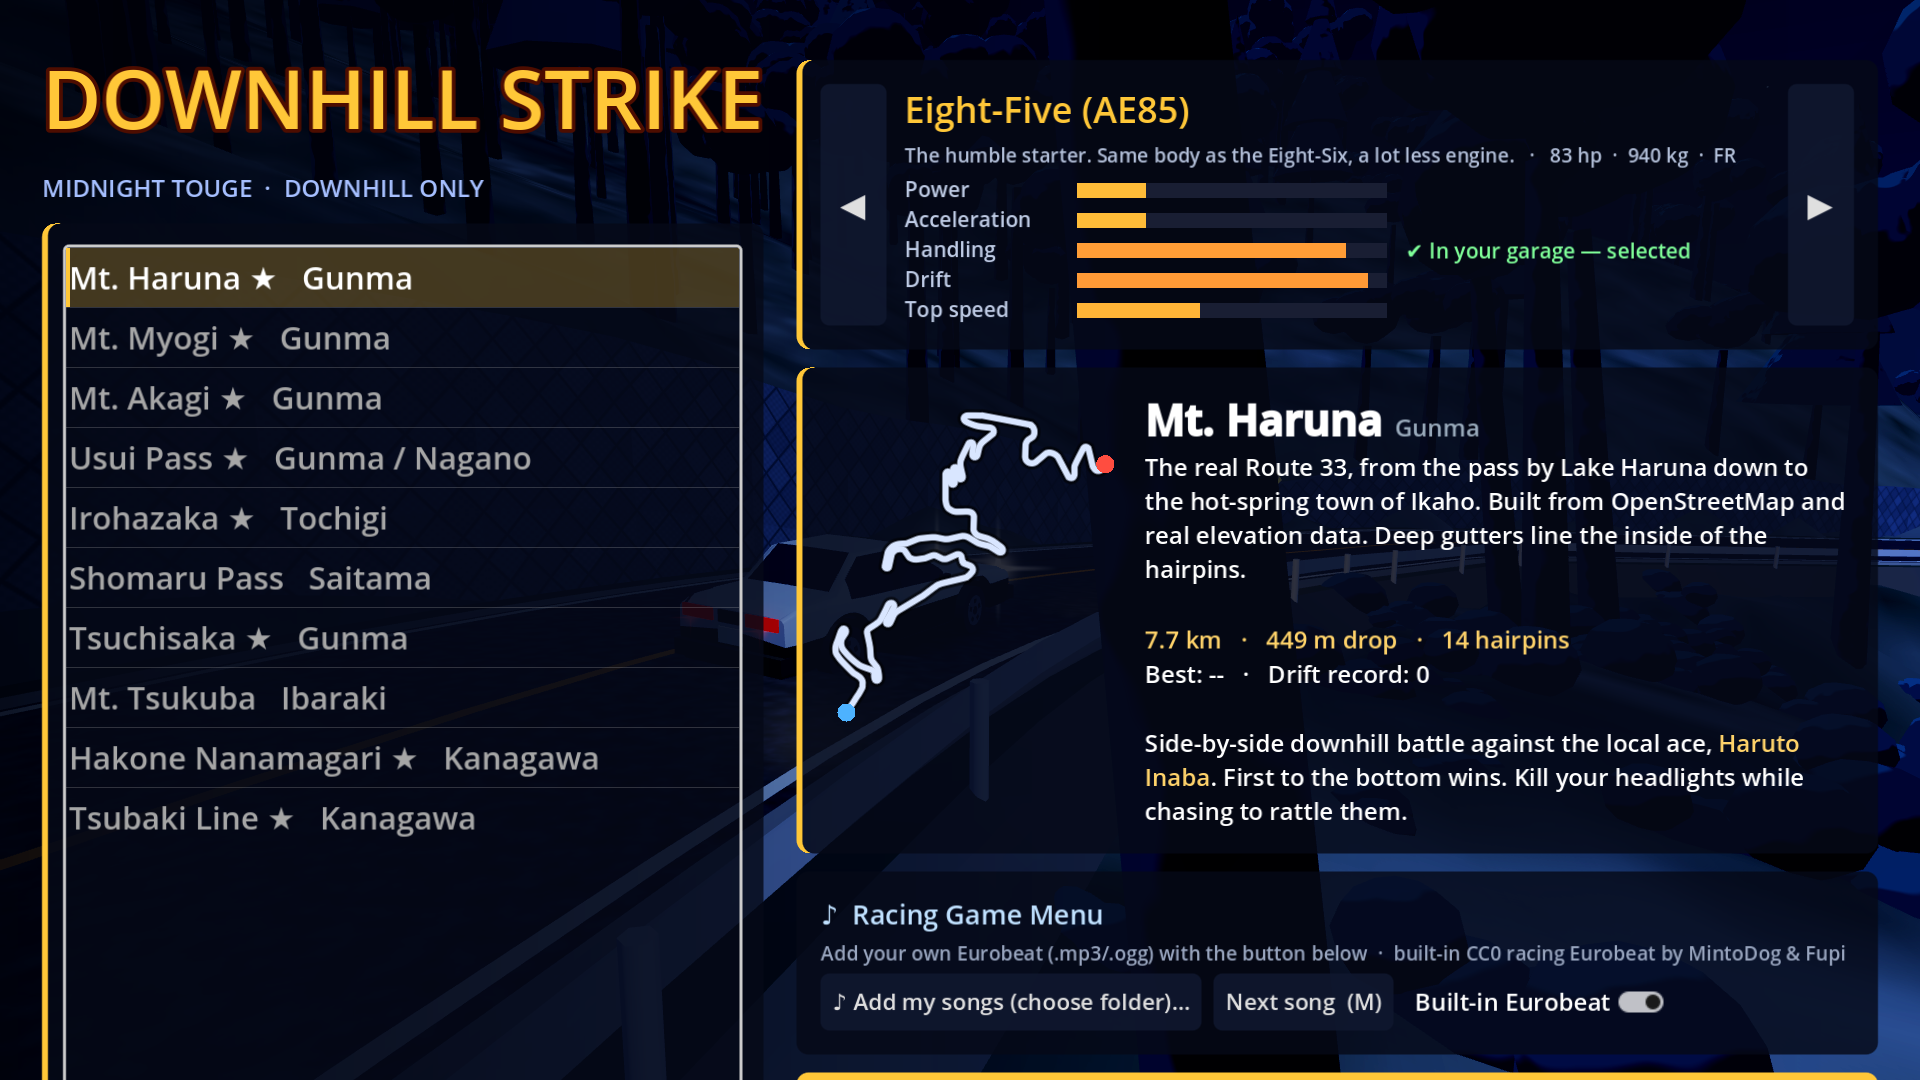 DOWNHILL STRIKE
MIDNIGHT TOUGE · DOWNHILL ONLY
Mt. Haruna ★ Gunma
Mt. Myogi ★ Gunma
Mt. Akagi ★ Gunma
Usui Pass ★ Gunma / Nagano
Irohazaka ★ Tochigi
Shomaru Pass Saitama
Tsuchisaka ★ Gunma
Mt. Tsukuba Ibaraki
Hakone Nanamagari ★ Kanagawa
Tsubaki Line ★ Kanagawa
◀
Eight-Five (AE85)
The humble starter. Same body as the Eight-Six, a lot less engine. · 83 hp · 940 kg · FR
Power
Acceleration
Handling
Drift
Top speed
✔ In your garage — selected
▶
Mt. Haruna Gunma
The real Route 33, from the pass by Lake Haruna down to
the hot-spring town of Ikaho. Built from OpenStreetMap and
real elevation data. Deep gutters line the inside of the
hairpins.
7.7 km · 449 m drop · 14 hairpins
Best: -- · Drift record: 0
Side-by-side downhill battle against the local ace, Haruto
Inaba. First to the bottom wins. Kill your headlights while
chasing to rattle them.
♪ Racing Game Menu
Add your own Eurobeat (.mp3/.ogg) with the button below · built-in CC0 racing Eurobeat by MintoDog & Fupi
♪ Add my songs (choose folder)...
Next song (M)
Built-in Eurobeat